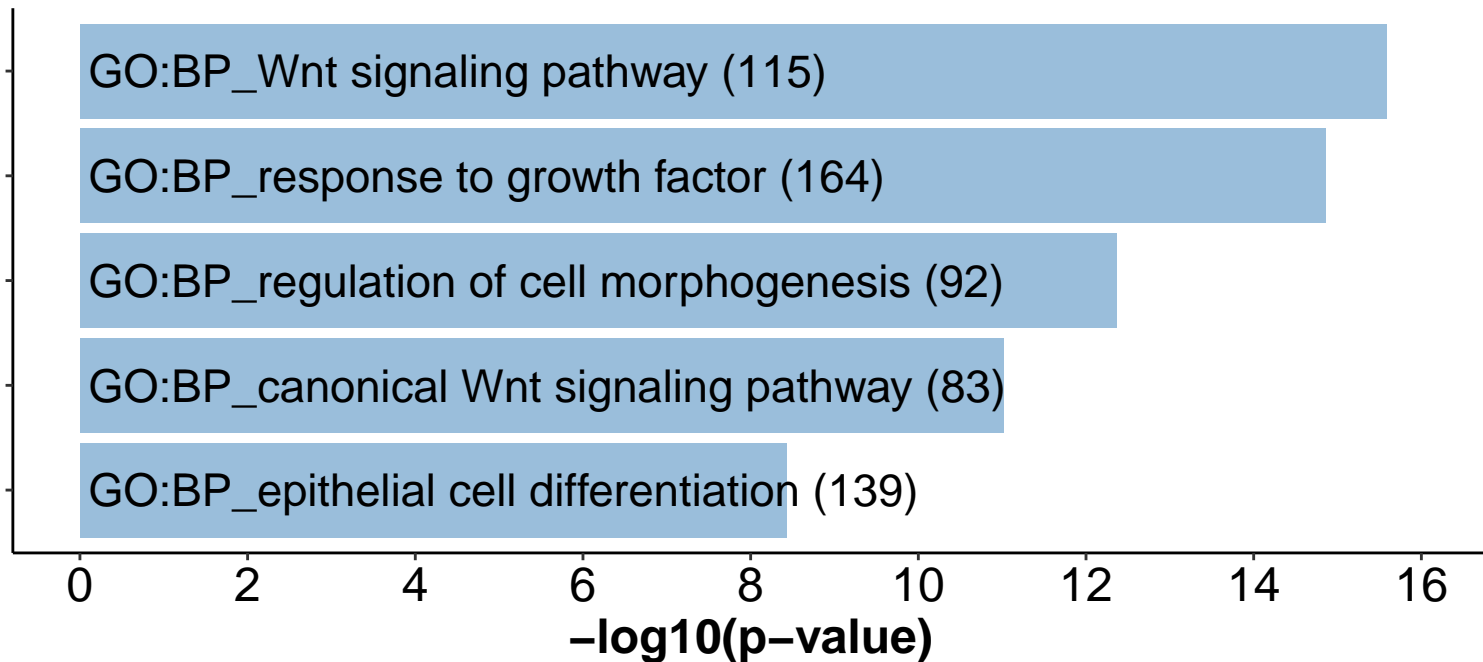 GO:BP_Wnt signaling pathway (115)
GO:BP_response to growth factor (164)
GO:BP_regulation of cell morphogenesis (92)
GO:BP_canonical Wnt signaling pathway (83)
GO:BP_epithelial cell differentiation (139)
0 2 4 6 8 10 12 14 16
−log10(p−value)